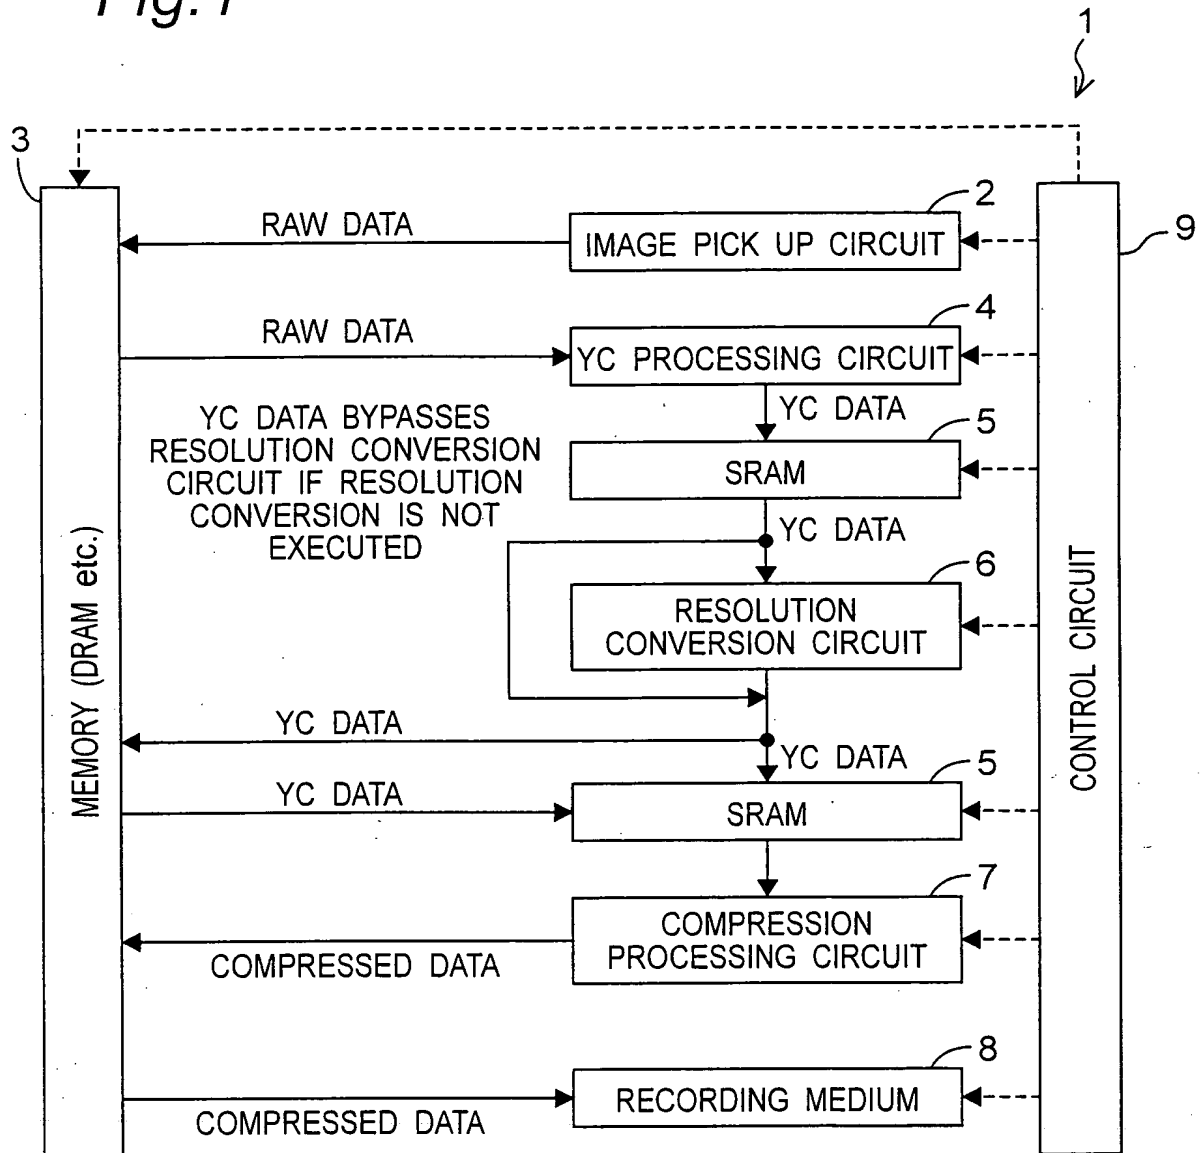 Fig. 1
1
3
RAW DATA
2
IMAGE PICK UP CIRCUIT
9
RAW DATA
4
YC PROCESSING CIRCUIT
YC DATA
YC DATA BYPASSES
RESOLUTION CONVERSION
CIRCUIT IF RESOLUTION
CONVERSION IS NOT
EXECUTED
5
SRAM
YC DATA
6
RESOLUTION
CONVERSION CIRCUIT
MEMORY (DRAM etc.)
CONTROL CIRCUIT
YC DATA
YC DATA
5
YC DATA
SRAM
7
COMPRESSION
PROCESSING CIRCUIT
COMPRESSED DATA
8
RECORDING MEDIUM
COMPRESSED DATA